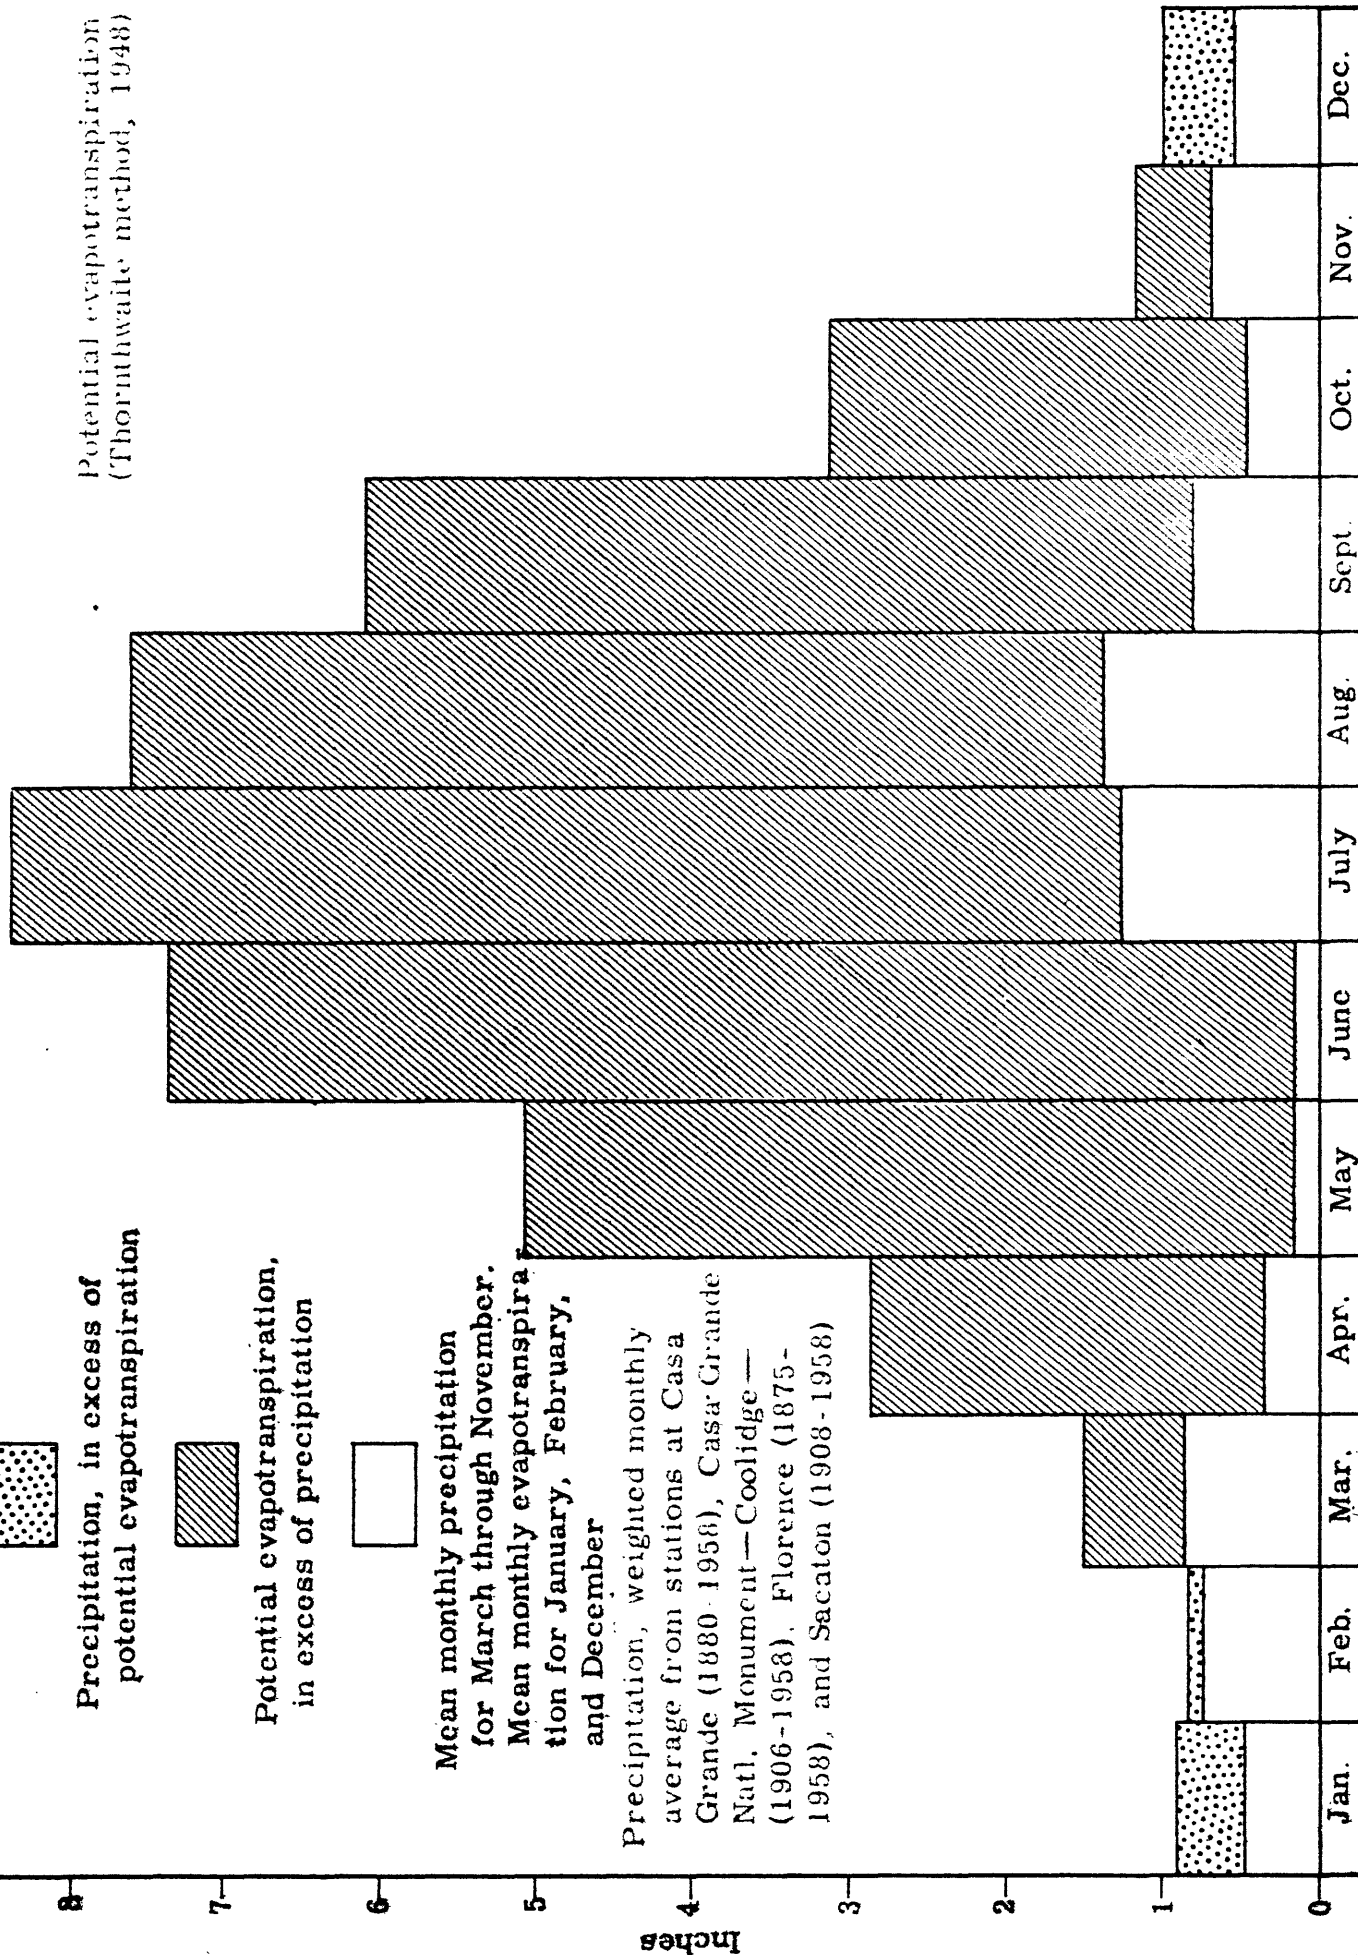 Precipitation, in excess of
potential evapotranspiration
Potential evapotranspiration,
in excess of precipitation
Mean monthly precipitation
for March through November.
Mean monthly evapotranspira
tion for January, February,
and December
Precipitation, weighted monthly
average from stations at Casa
Grande (1880-1958), Casa Grande
Natl. Monument—Coolidge—
(1906-1958), Florence (1875-
1958), and Sacaton (1908-1958)
Potential evapotranspiration
(Thornthwaite method, 1948)
Inches
8
7
6
5
4
3
2
1
0
Jan.
Feb.
Mar.
Apr.
May
June
July
Aug.
Sept.
Oct.
Nov.
Dec.